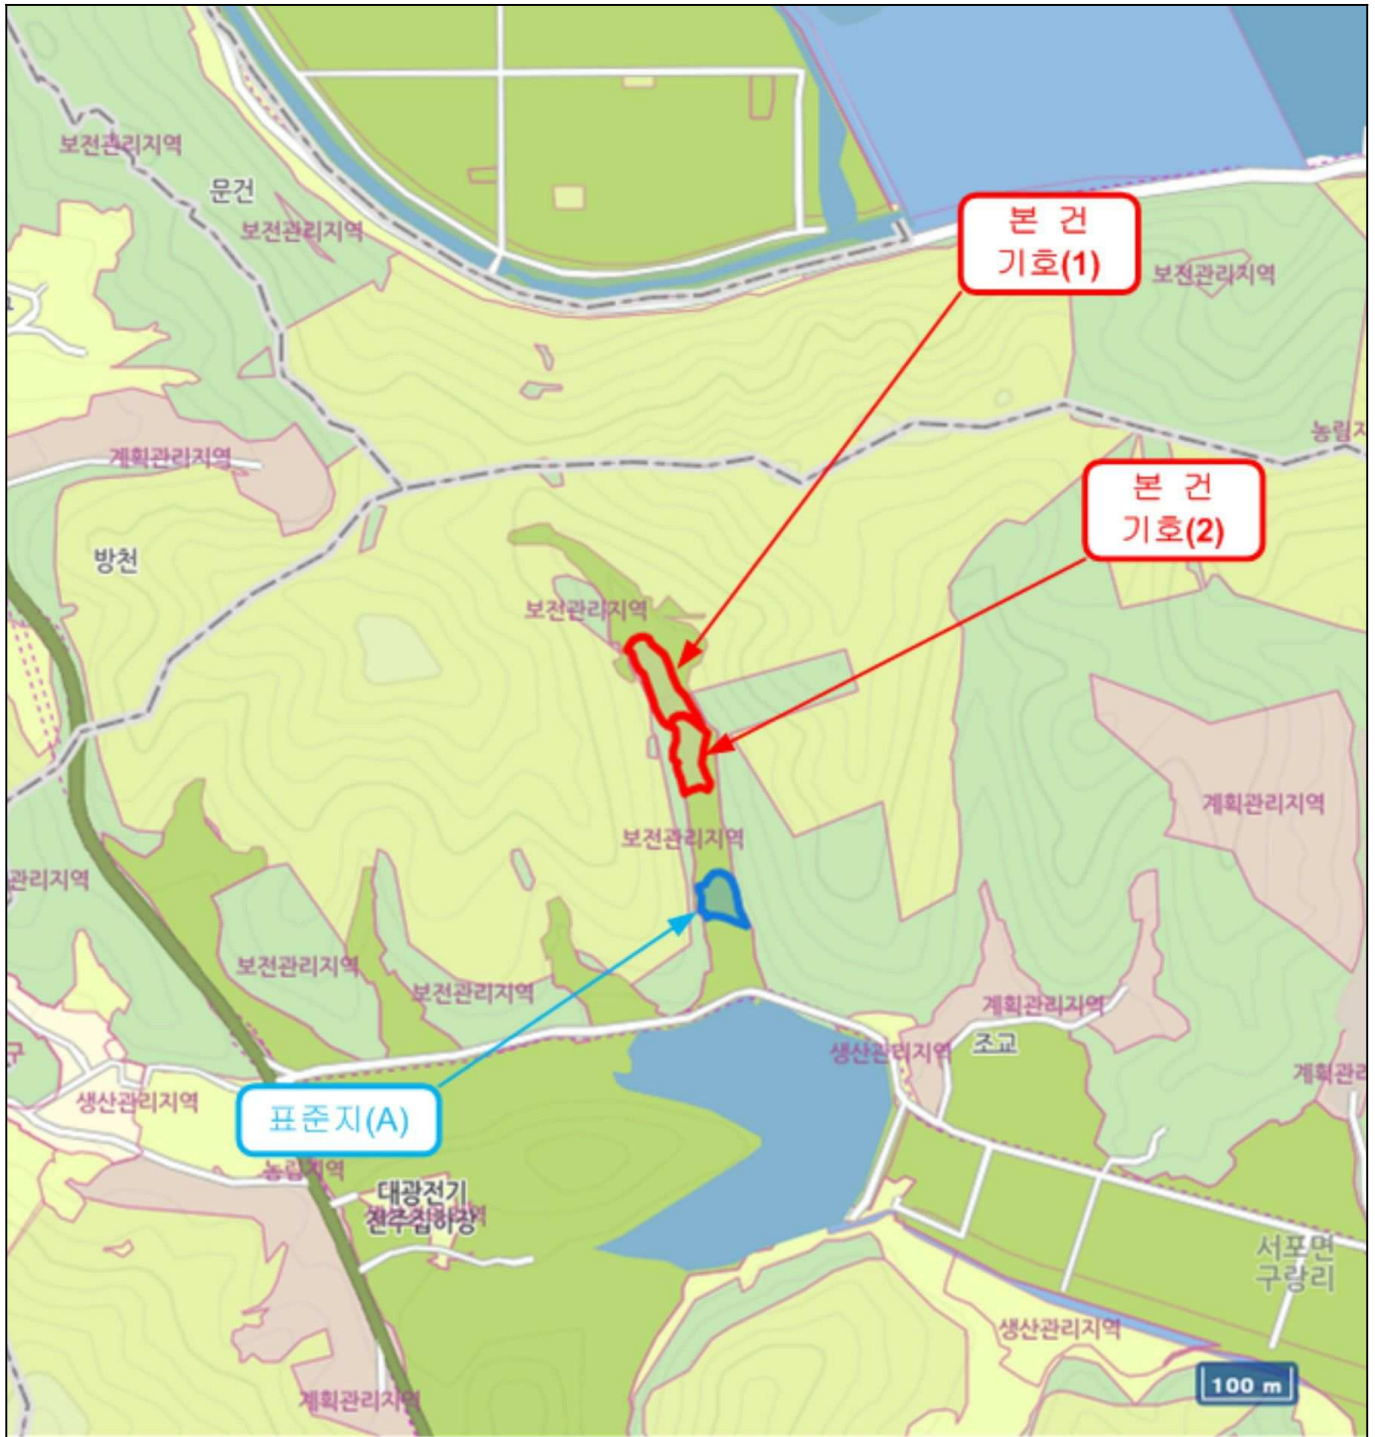 보전관리지역
문건
보전관리지역
본 건
기호(1)
보전관리지역
농림지
계획관리지역
본 건
기호(2)
방천
보전관리지역
계획관리지역
보전관리지역
관리지역
보전관리지역
보전관리지역
계획관리지역
생산관리지역
조교
구
계획관리
생산관리지역
표준지(A)
농림지역
대광전기
전주집하장
서포면
구랑리
생산관리지역
100 m
계획관리지역